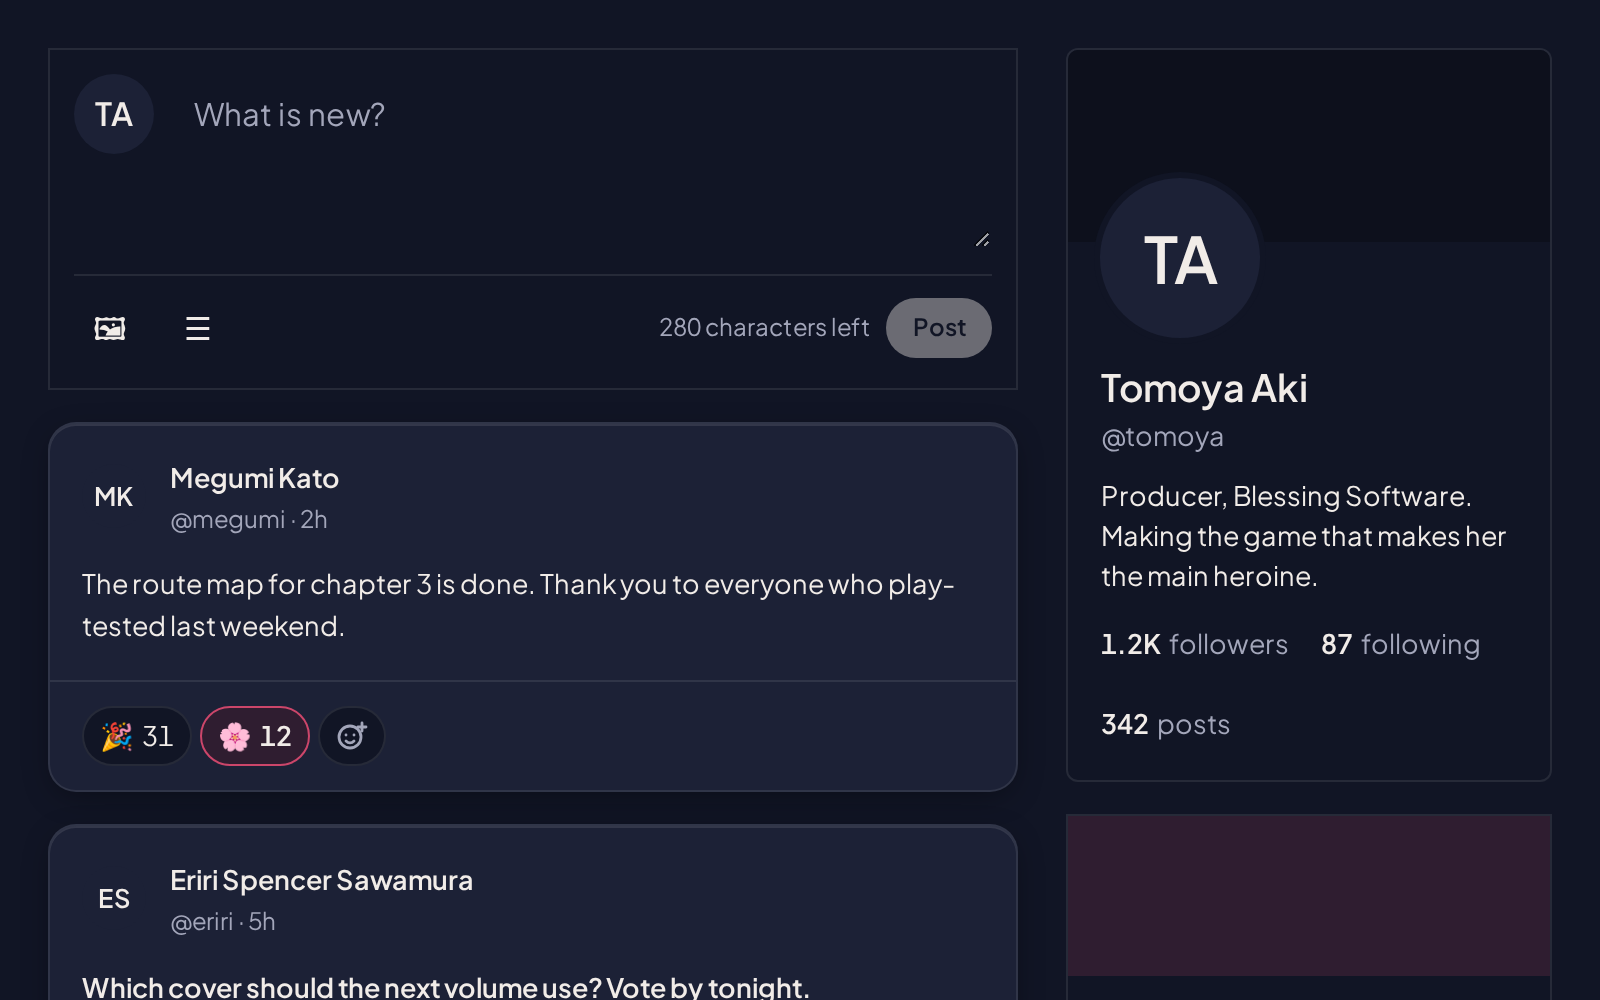 TA
What is new?
280 characters left
Post
MK
Megumi Kato
@megumi · 2h
The route map for chapter 3 is done. Thank you to everyone who play-
tested last weekend.
🎉 31
🌸 12
ES
Eriri Spencer Sawamura
@eriri · 5h
Which cover should the next volume use? Vote by tonight.
TA
Tomoya Aki
@tomoya
Producer, Blessing Software.
Making the game that makes her
the main heroine.
1.2K followers 87 following
342 posts